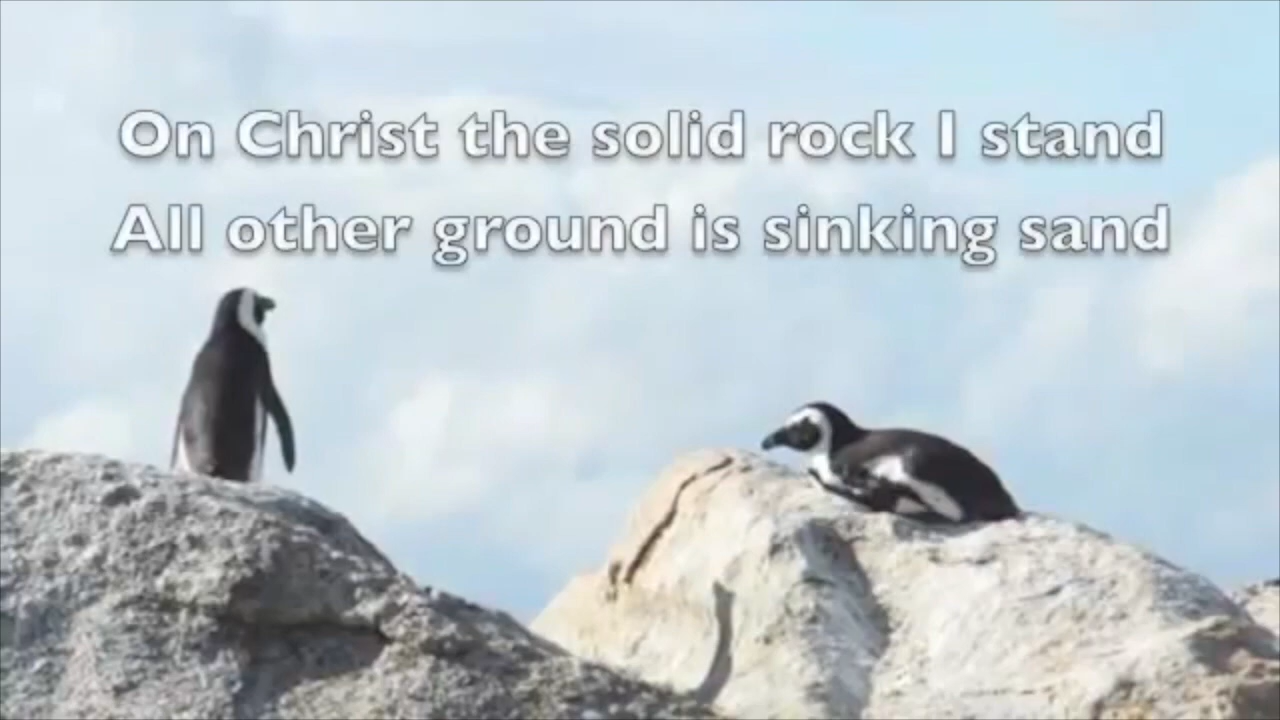 On Christ the solid rock I stand
All other ground is sinking sand